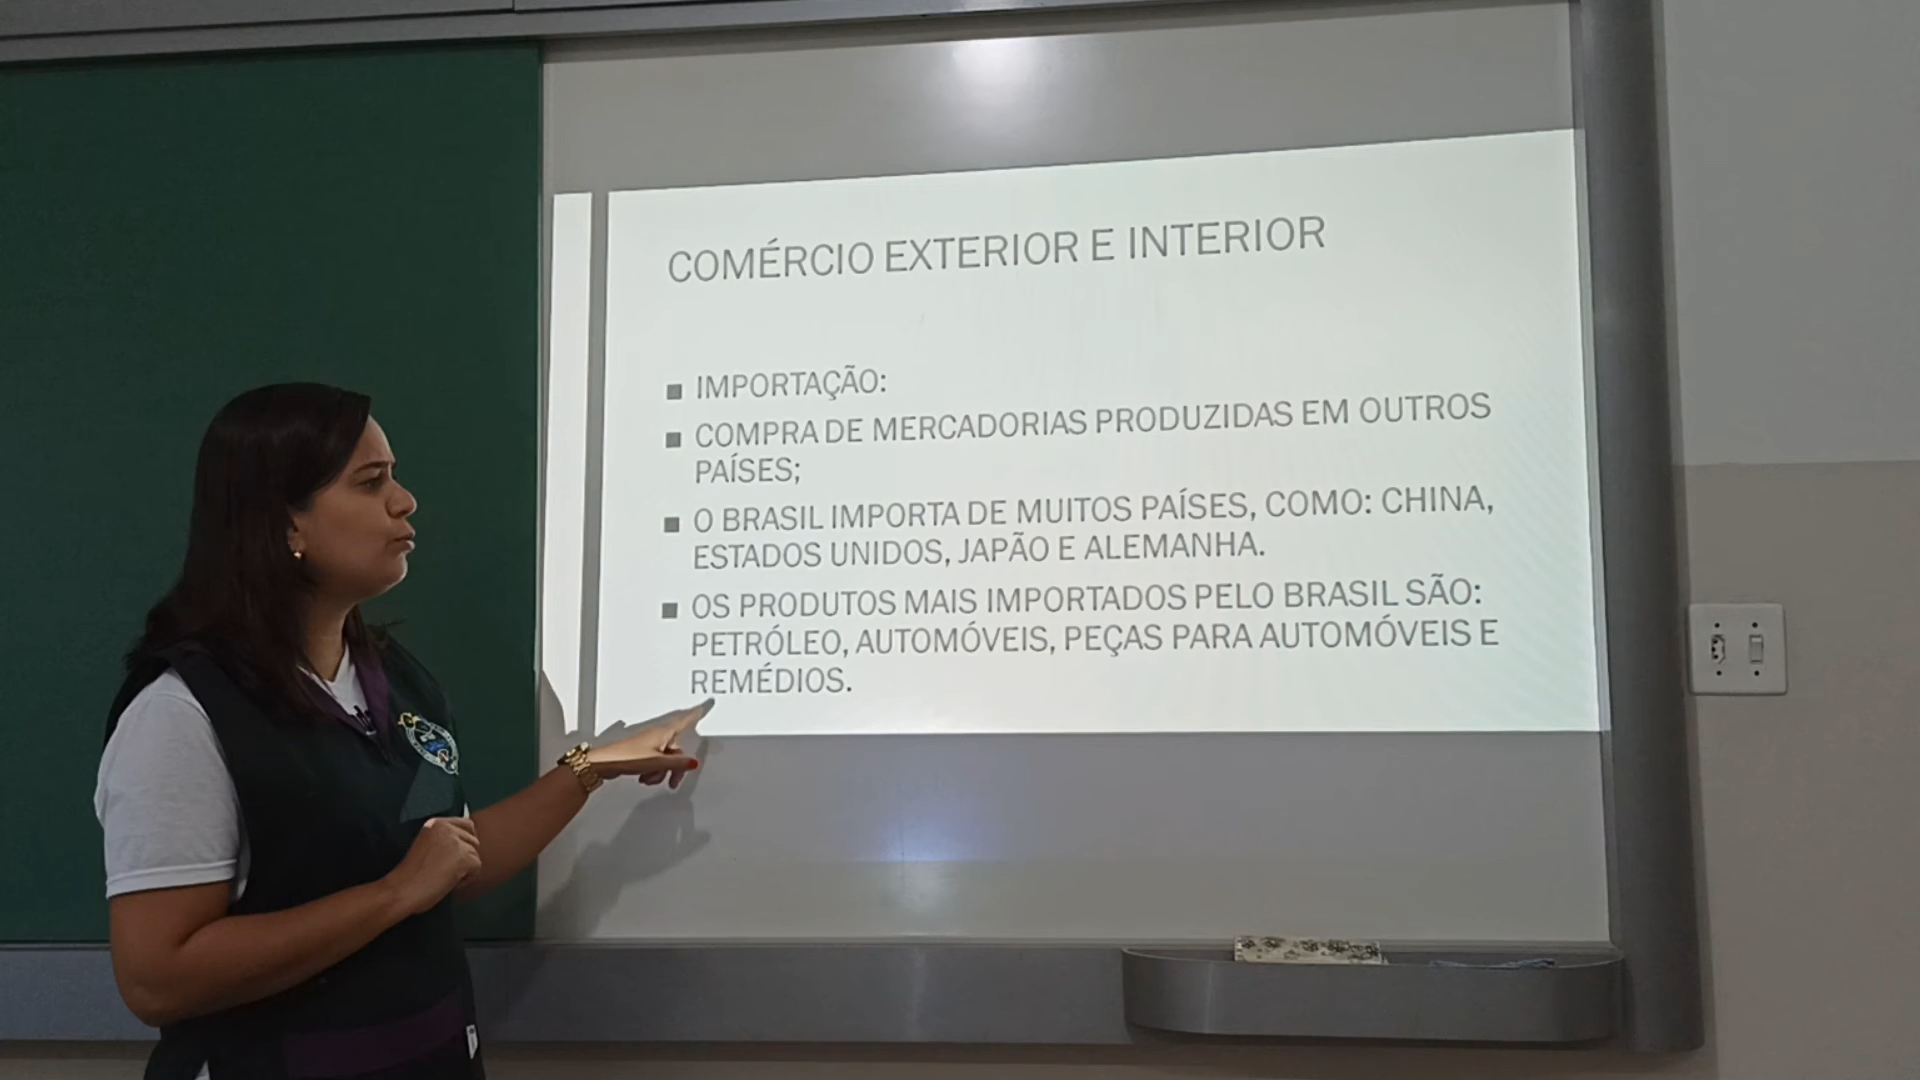 COMÉRCIO EXTERIOR E INTERIOR
IMPORTAÇÃO:
COMPRA DE MERCADORIAS PRODUZIDAS EM OUTROS
PAÍSES;
O BRASIL IMPORTA DE MUITOS PAÍSES, COMO: CHINA,
ESTADOS UNIDOS, JAPÃO E ALEMANHA.
OS PRODUTOS MAIS IMPORTADOS PELO BRASIL SÃO:
PETRÓLEO, AUTOMÓVEIS, PEÇAS PARA AUTOMÓVEIS E
REMÉDIOS.